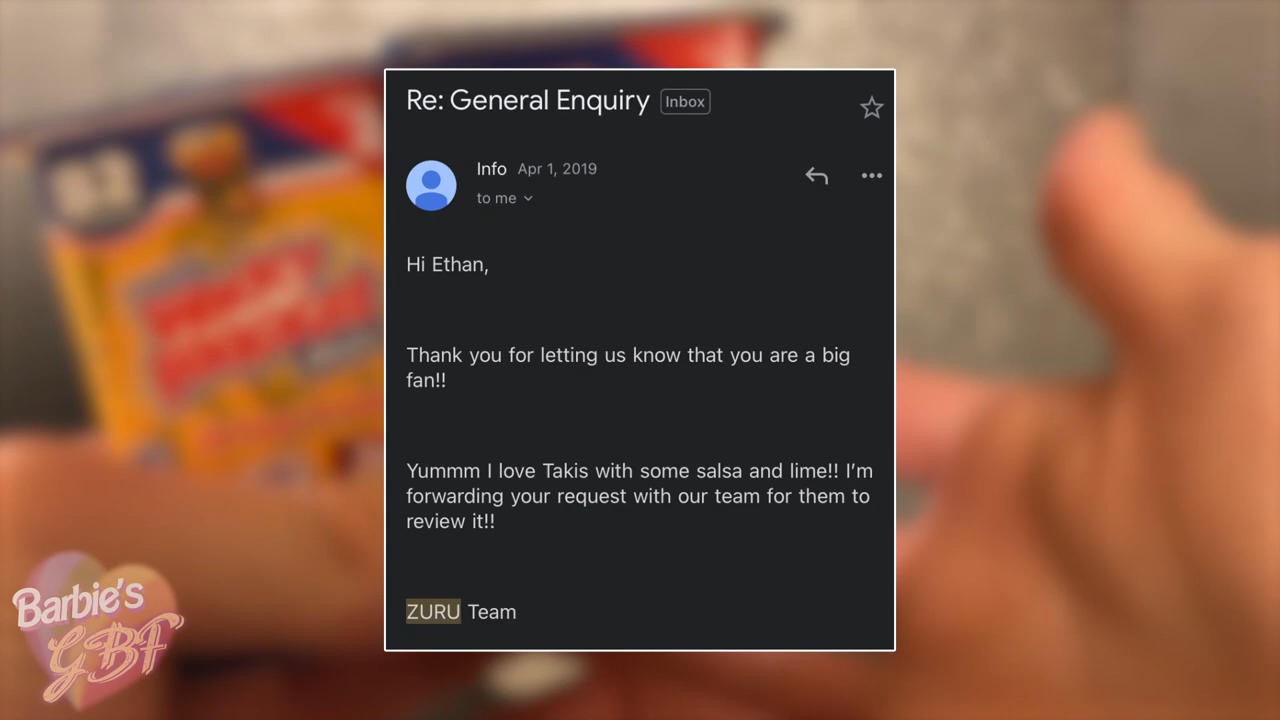 Re: General Enquiry Inbox
Info Apr 1, 2019
to me
Hi Ethan,
Thank you for letting us know that you are a big
fan!!
Yummm I love Takis with some salsa and lime!! I’m
forwarding your request with our team for them to
review it!!
ZURU Team
Barbie's
GBF